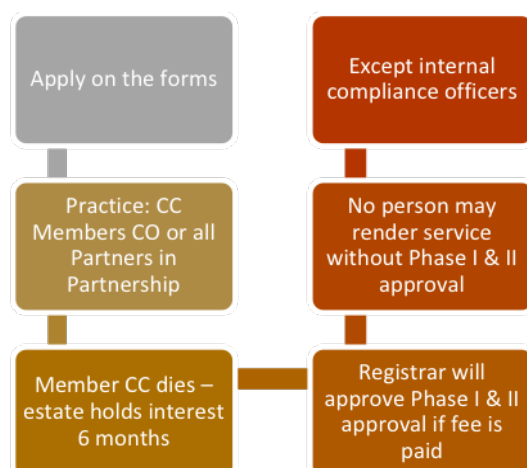 Apply on the forms
Practice: CC
Members CO or all
Partners in
Partnership
Member CC dies –
estate holds interest
6 months
Registrar will
approve Phase I & II
approval if fee is
paid
No person may
render service
without Phase I & II
approval
Except internal
compliance officers